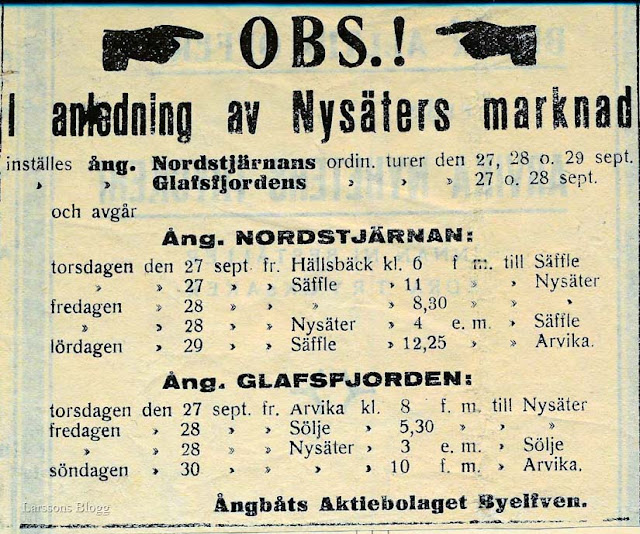 OBS.!
I anledning av Nysäters marknad
inställes ång. Nordstjärnans ordin. turer den 27, 28 o. 29 sept.
» » Glafsfjordens » » » 27 o. 28 sept.
och avgår
Ång. NORDSTJÄRNAN:
torsdagen den 27 sept. fr. Hällsbäck kl. 6 f. m. till Säffle
» » 27 » » Säffle » 11 » » Nysäter
fredagen » 28 » » » » 8,30 » » »
» » 28 » » Nysäter » 4 e. m. » Säffle
lördagen » 29 » » Säffle » 12,25 » » Arvika.
Ång. GLAFSFJORDEN:
torsdagen den 27 sept. fr. Arvika kl. 8 f. m. till Nysäter
fredagen » 28 » » Sölje » 5,30 » » »
» » 28 » » Nysäter » 3 e. m. » Sölje
söndagen » 30 » » » » 10 f. m. » Arvika.
Ångbåts Aktiebolaget Byelfven.
Larssons Blogg